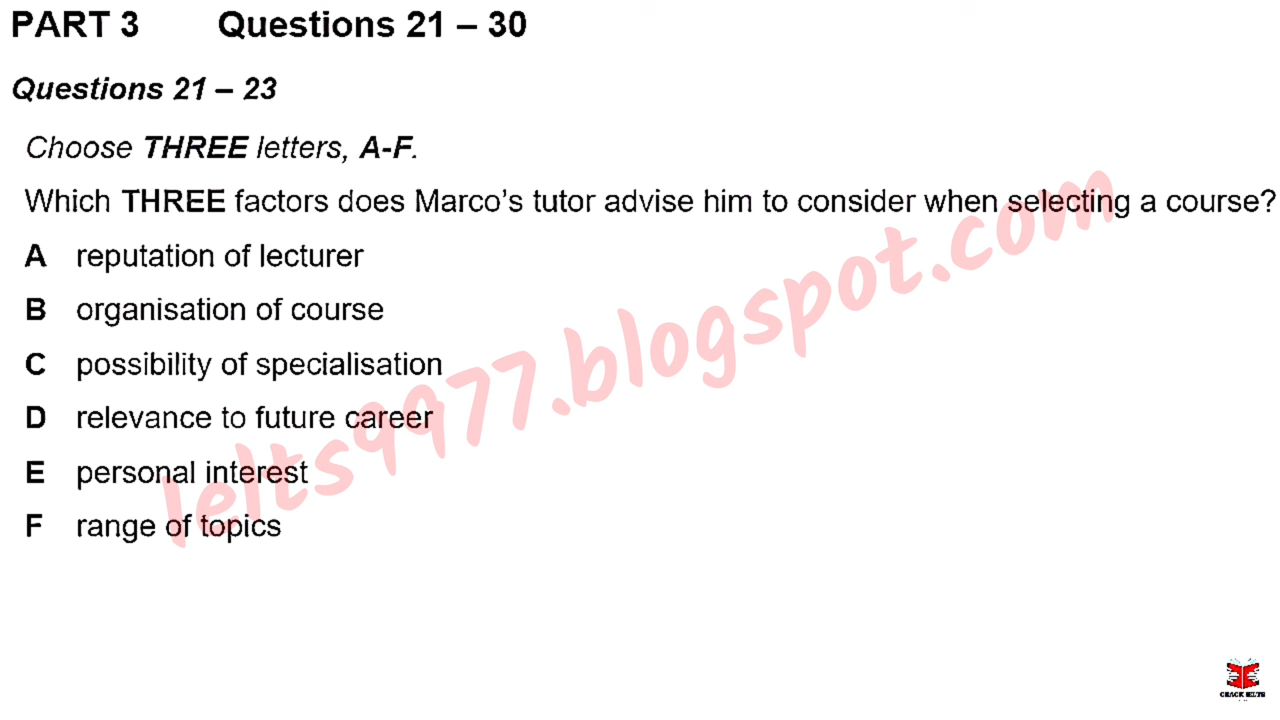 PART 3 Questions 21 – 30
Questions 21 – 23
Choose THREE letters, A-F.
Which THREE factors does Marco’s tutor advise him to consider when selecting a course?
A reputation of lecturer
B organisation of course
C possibility of specialisation
D relevance to future career
E personal interest
F range of topics
Ielts9977.blogspot.com
CRACK IELTS